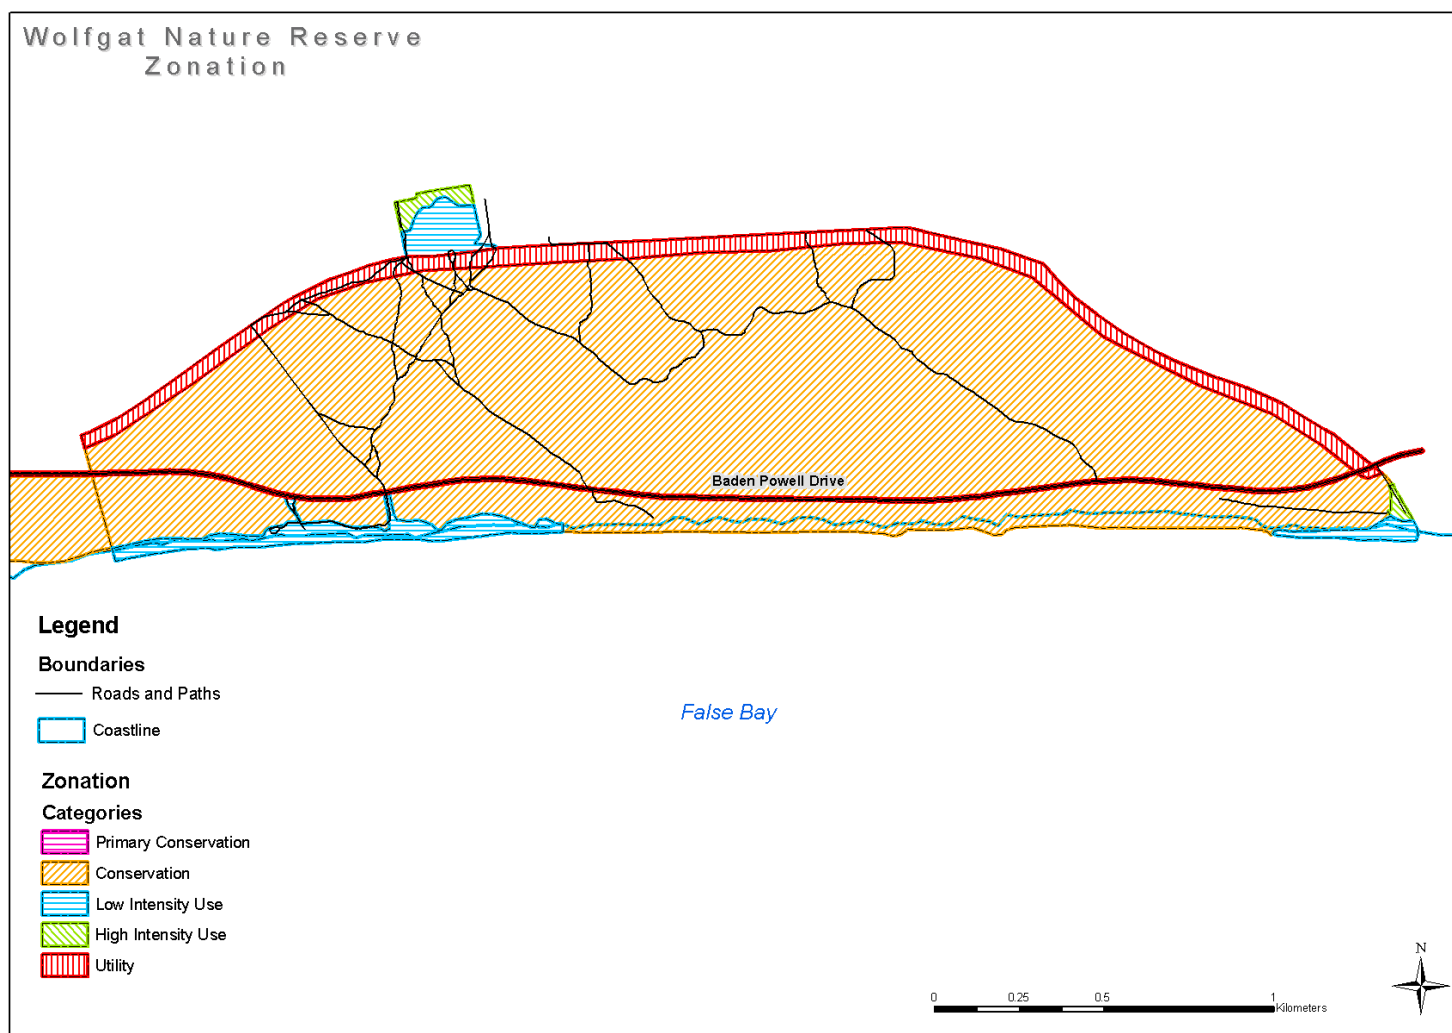 Wolfgat Nature Reserve
Zonation
Baden Powell Drive
False Bay
Legend
Boundaries
Roads and Paths
Coastline
Zonation
Categories
Primary Conservation
Conservation
Low Intensity Use
High Intensity Use
Utility
N
0 0.25 0.5 1
Kilometers